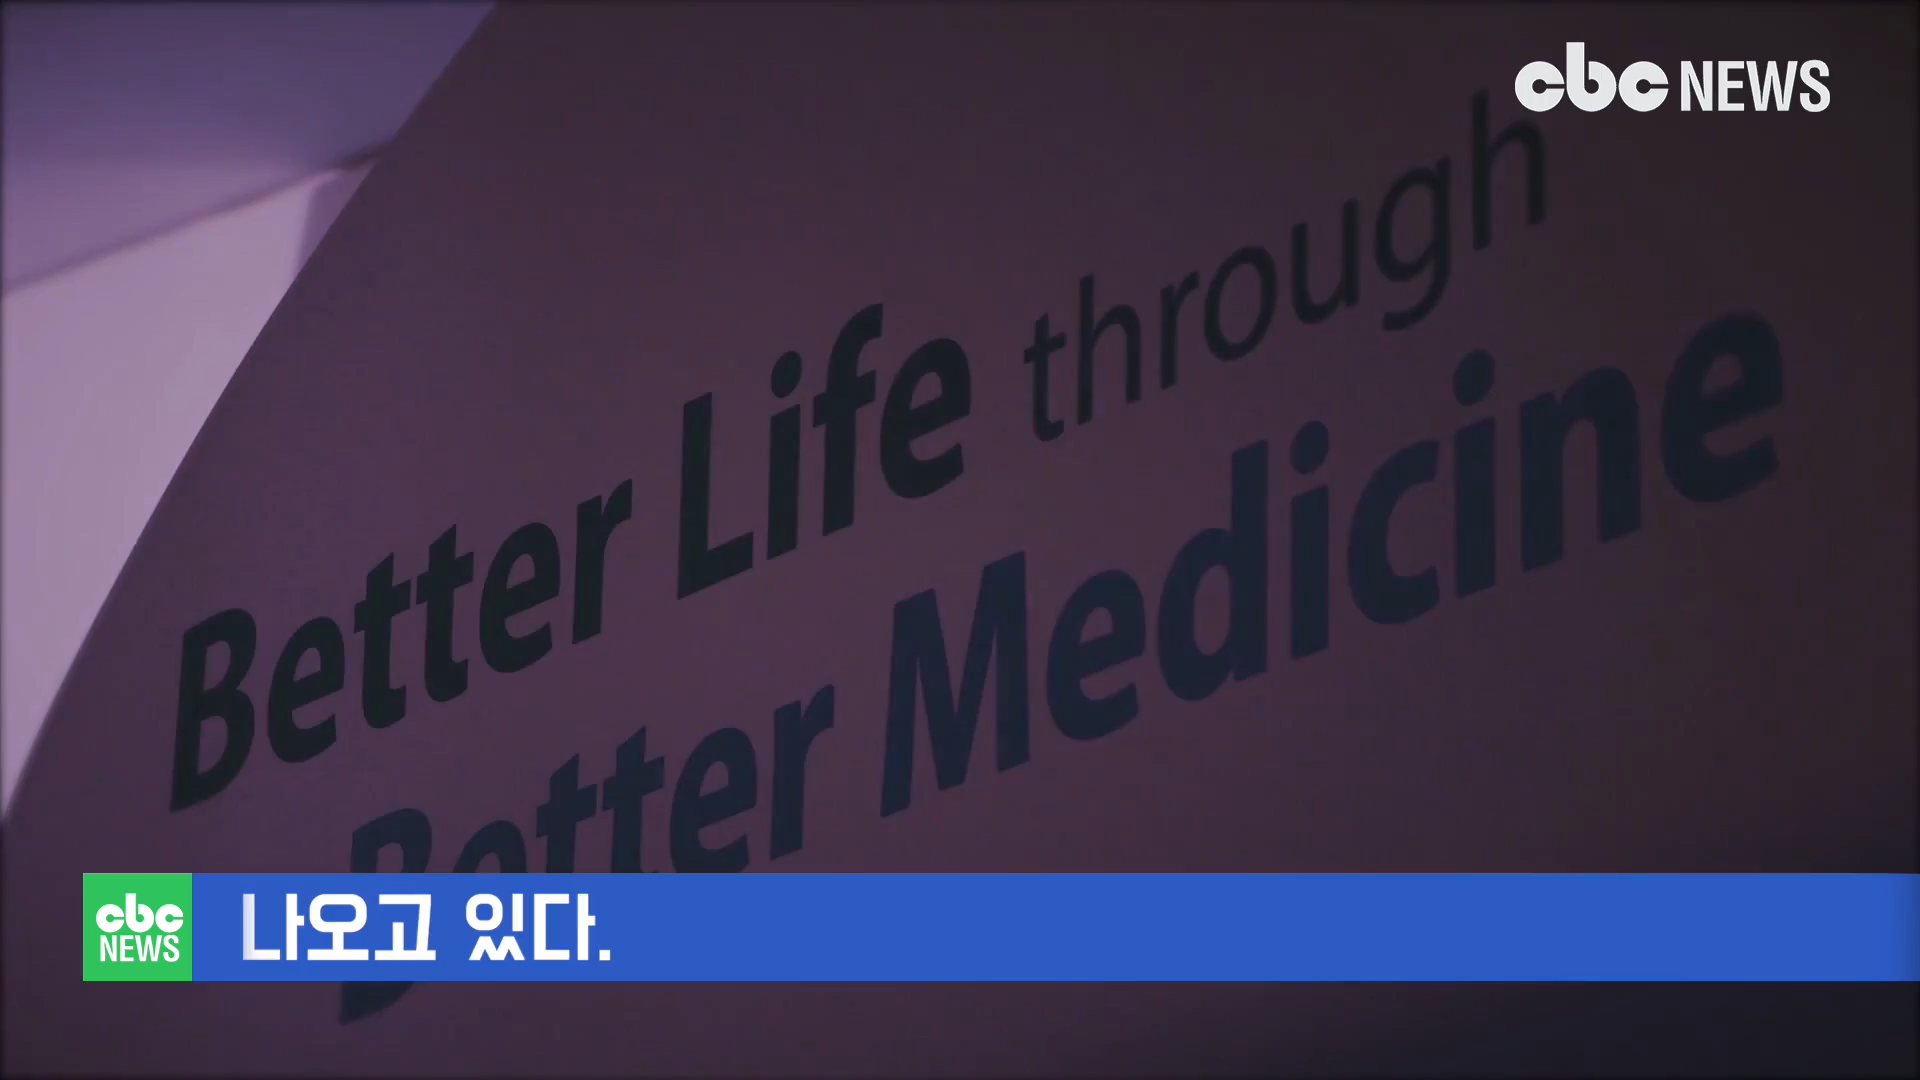 cbc NEWS
Better Life through
Better Medicine
cbc
NEWS
나오고 있다.